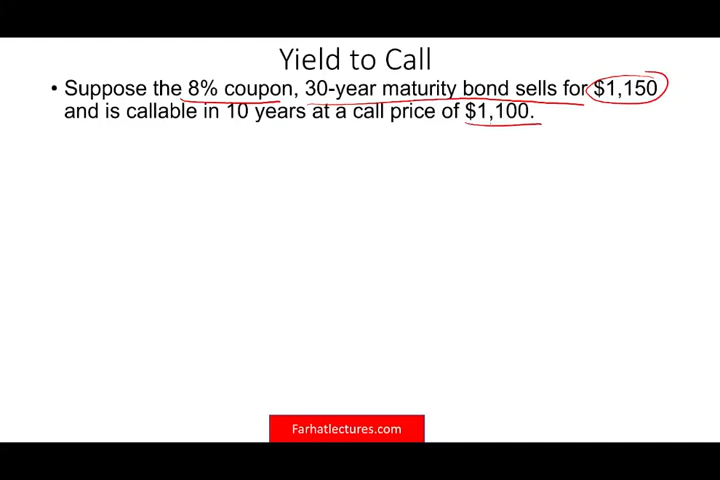 Yield to Call
• Suppose the 8% coupon, 30-year maturity bond sells for $1,150
and is callable in 10 years at a call price of $1,100.
Farhatlectures.com